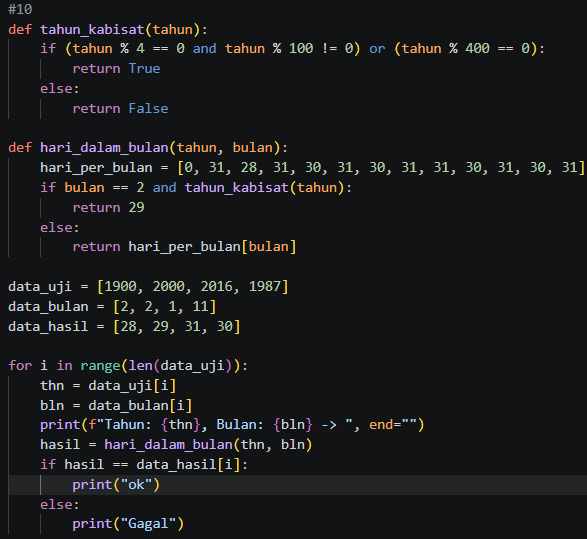 #10
def tahun_kabisat(tahun):
    if (tahun % 4 == 0 and tahun % 100 != 0) or (tahun % 400 == 0):
        return True
    else:
        return False

def hari_dalam_bulan(tahun, bulan):
    hari_per_bulan = [0, 31, 28, 31, 30, 31, 30, 31, 31, 30, 31, 30, 31]
    if bulan == 2 and tahun_kabisat(tahun):
        return 29
    else:
        return hari_per_bulan[bulan]

data_uji = [1900, 2000, 2016, 1987]
data_bulan = [2, 2, 1, 11]
data_hasil = [28, 29, 31, 30]

for i in range(len(data_uji)):
    thn = data_uji[i]
    bln = data_bulan[i]
    print(f"Tahun: {thn}, Bulan: {bln} -> ", end="")
    hasil = hari_dalam_bulan(thn, bln)
    if hasil == data_hasil[i]:
        print("ok")
    else:
        print("Gagal")